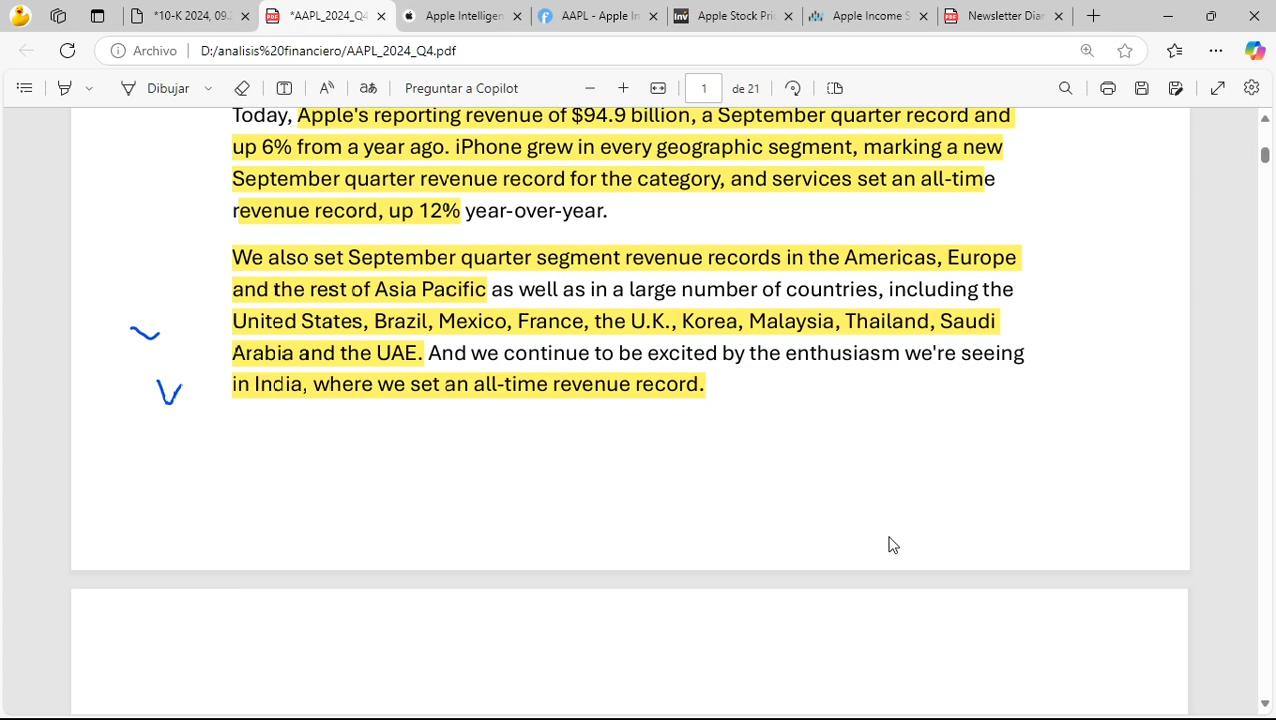 *10-K 2024, 09.
*AAPL_2024_Q4
Apple Intelligen
AAPL - Apple In
Inv
Apple Stock Pri
Apple Income S
Newsletter Diar
Archivo
D:/analisis%20financiero/AAPL_2024_Q4.pdf
Dibujar
Preguntar a Copilot
1
de 21
Today, Apple's reporting revenue of $94.9 billion, a September quarter record and
up 6% from a year ago. iPhone grew in every geographic segment, marking a new
September quarter revenue record for the category, and services set an all-time
revenue record, up 12% year-over-year.
We also set September quarter segment revenue records in the Americas, Europe
and the rest of Asia Pacific as well as in a large number of countries, including the
United States, Brazil, Mexico, France, the U.K., Korea, Malaysia, Thailand, Saudi
Arabia and the UAE. And we continue to be excited by the enthusiasm we're seeing
in India, where we set an all-time revenue record.